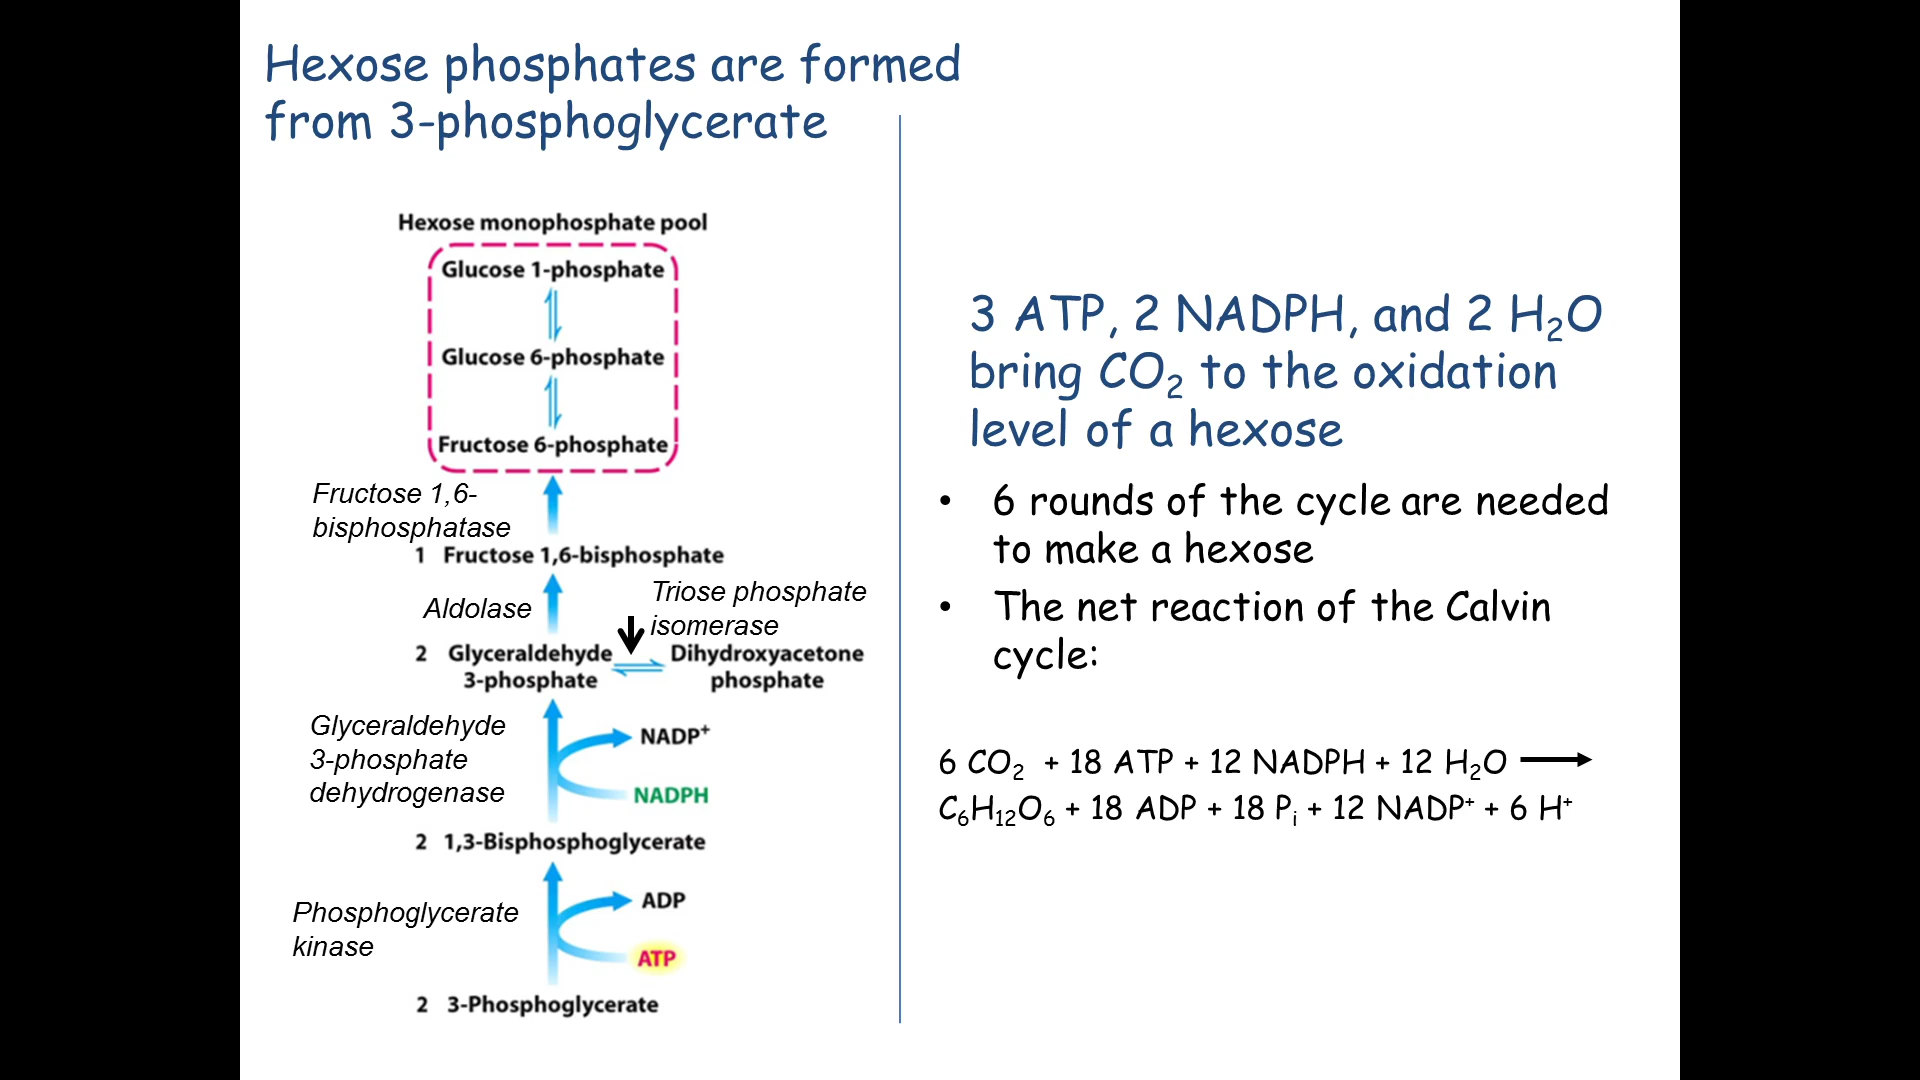 Hexose phosphates are formed
from 3-phosphoglycerate
Hexose monophosphate pool
Glucose 1-phosphate
Glucose 6-phosphate
Fructose 6-phosphate
Fructose 1,6-
bisphosphatase
1 Fructose 1,6-bisphosphate
Aldolase
Triose phosphate
isomerase
2 Glyceraldehyde
3-phosphate
Dihydroxyacetone
phosphate
Glyceraldehyde
3-phosphate
dehydrogenase
NADP⁺
NADPH
2 1,3-Bisphosphoglycerate
Phosphoglycerate
kinase
ADP
ATP
2 3-Phosphoglycerate
3 ATP, 2 NADPH, and 2 H₂O
bring CO₂ to the oxidation
level of a hexose
• 6 rounds of the cycle are needed
to make a hexose
• The net reaction of the Calvin
cycle:
6 CO₂ + 18 ATP + 12 NADPH + 12 H₂O ⟶
C₆H₁₂O₆ + 18 ADP + 18 Pᵢ + 12 NADP⁺ + 6 H⁺